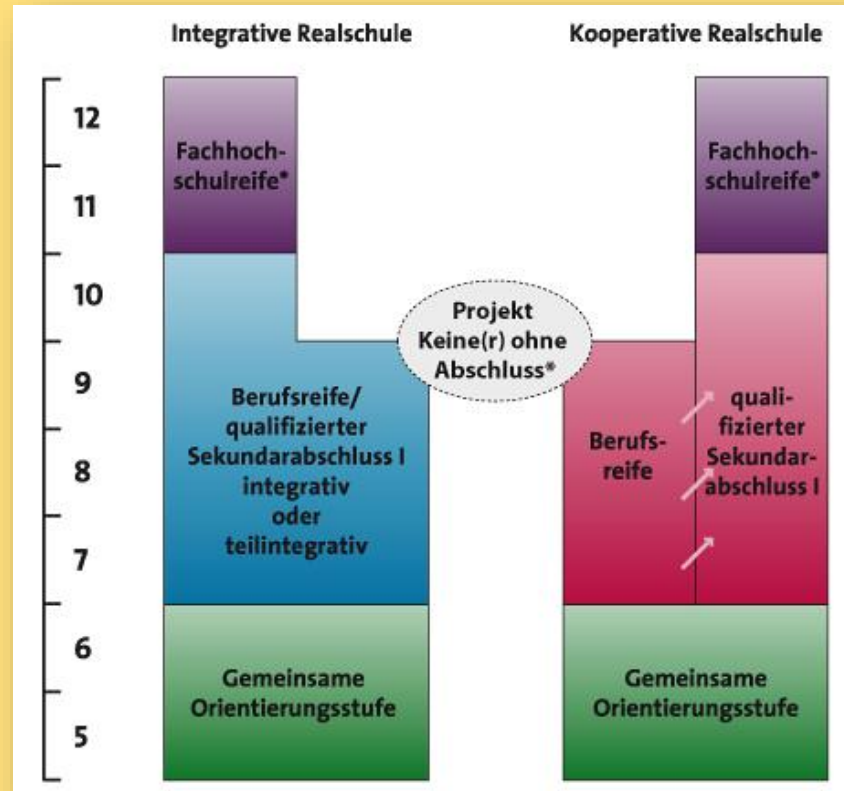 Integrative Realschule
Kooperative Realschule
12
11
10
9
8
7
6
5
Fachhoch-
schulreife*
Berufsreife/
qualifizierter
Sekundarabschluss I
integrativ
oder
teilintegrativ
Gemeinsame
Orientierungsstufe
Projekt
Keine(r) ohne
Abschluss*
Fachhoch-
schulreife*
Berufs-
reife
quali-
fizierter
Sekundar-
abschluss I
Gemeinsame
Orientierungsstufe